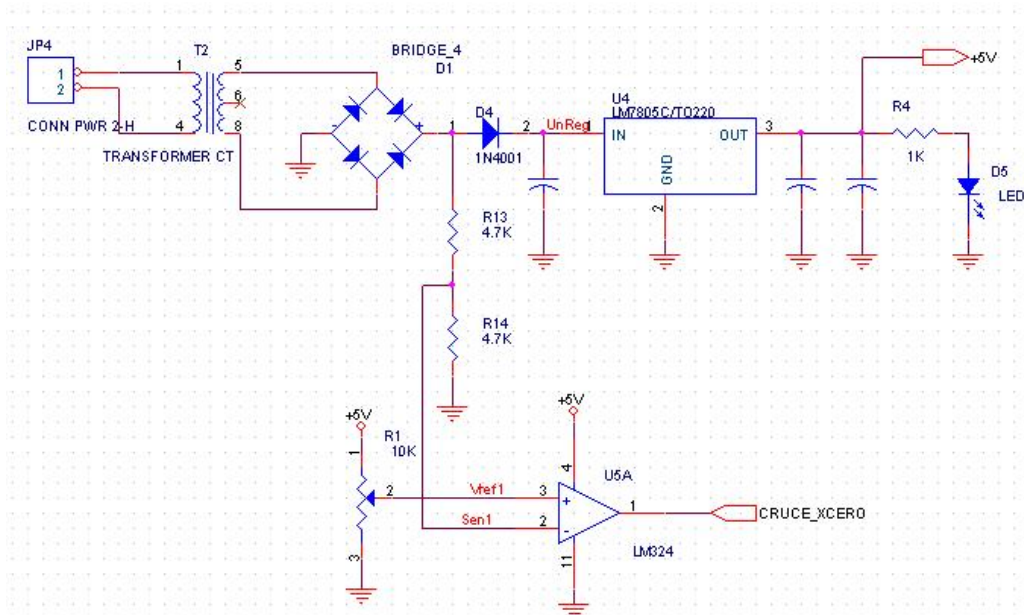 JP4
1
2
CONN PWR 2-H
T2
1
4
5
6
8
TRANSFORMER CT
BRIDGE_4
D1
-
+
1
D4
2
1N4001
UnReg
1
U4
LM7805C/TO220
IN
OUT
GND
2
3
+5V
R4
1K
D5
LED
R13
4.7K
R14
4.7K
+5V
R1
10K
1
2
3
Vref1
Sen1
+5V
4
3
+
2
-
11
U5A
1
LM324
CRUCE_XCERO